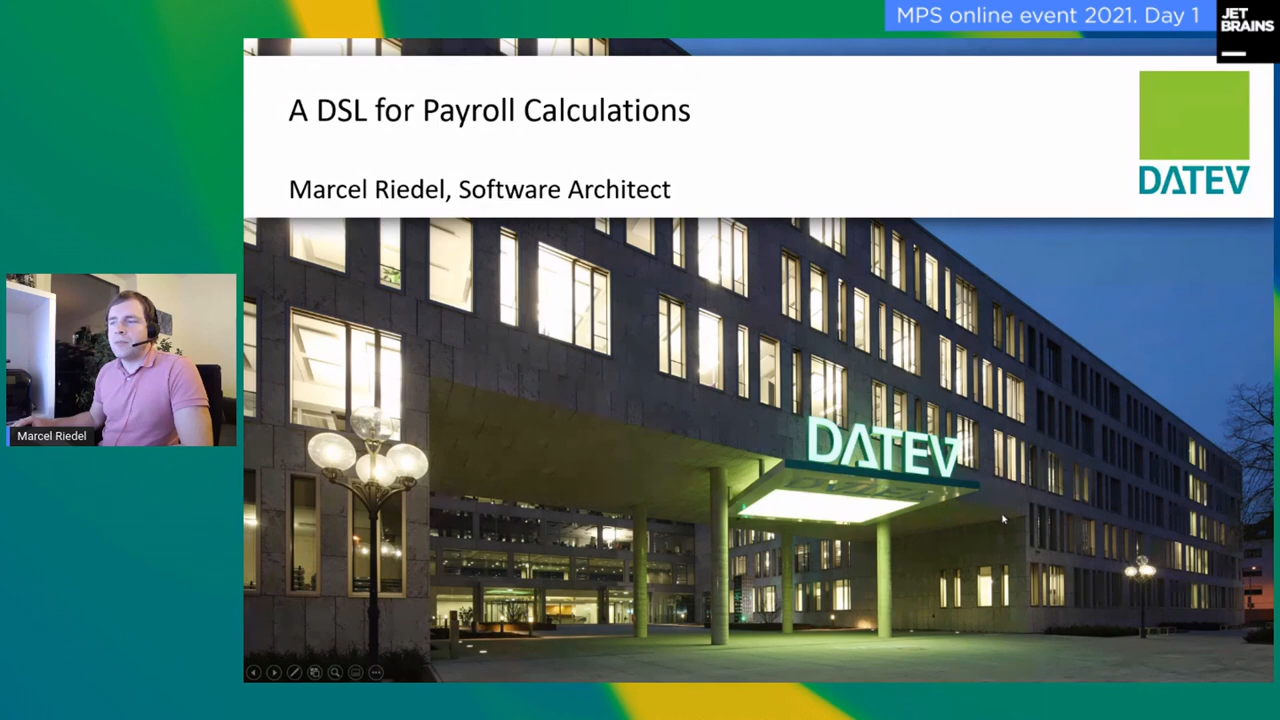 MPS online event 2021. Day 1
JET
BRAINS
A DSL for Payroll Calculations
Marcel Riedel, Software Architect
DATEV
DATEV
Marcel Riedel